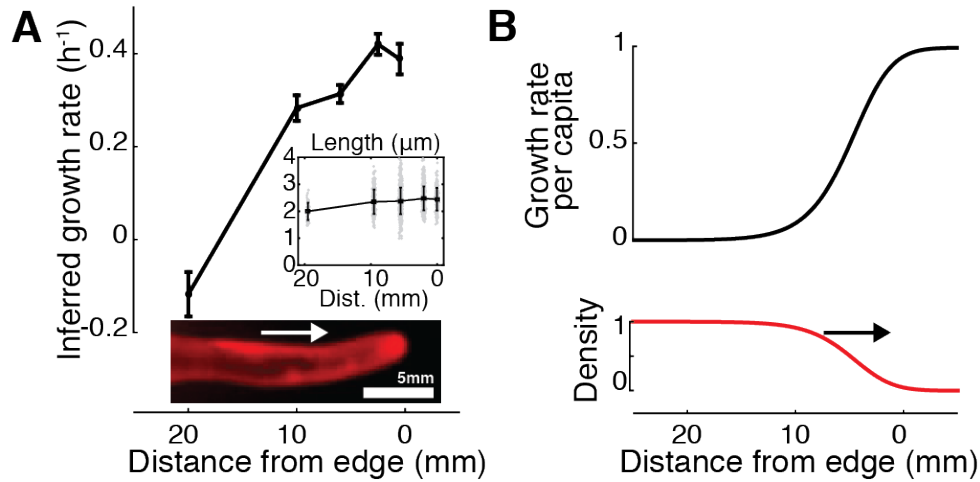 A
Inferred growth rate (h⁻¹)
0.4
0.2
0
-0.2
Length (µm)
4
3
2
1
0
20 10 0
Dist. (mm)
5mm
20 10 0
Distance from edge (mm)
B
Growth rate
per capita
1
0.5
0
Density
1
0
20 10 0
Distance from edge (mm)